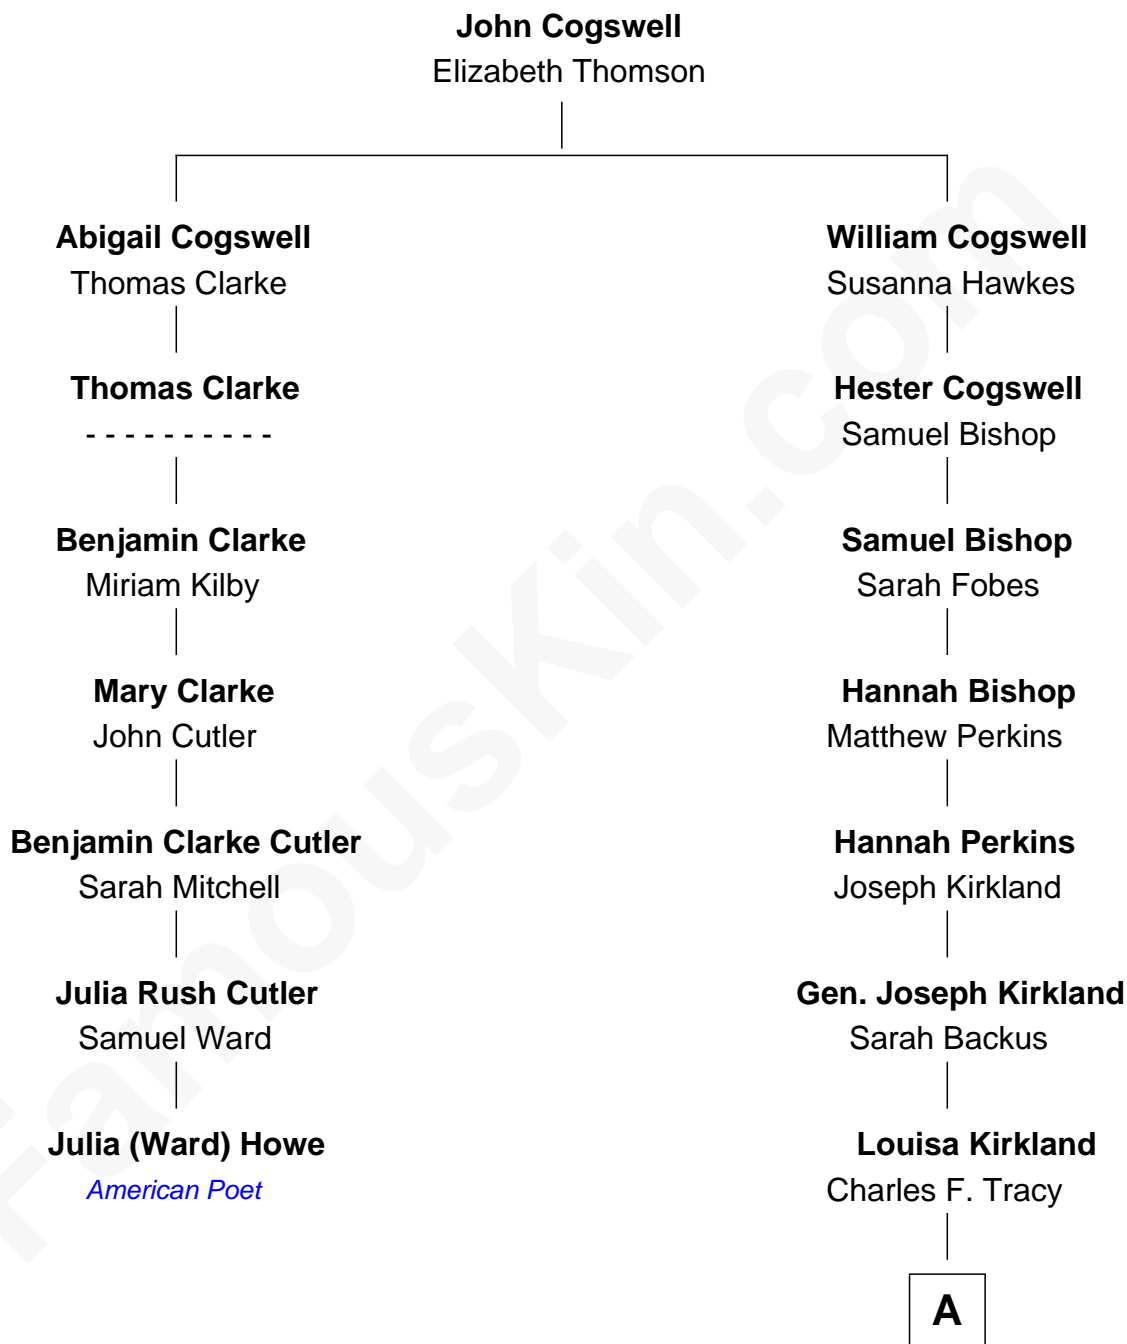 John Cogswell
Elizabeth Thomson
Abigail Cogswell
Thomas Clarke
William Cogswell
Susanna Hawkes
Thomas Clarke
- - - - - - - - - -
Hester Cogswell
Samuel Bishop
Benjamin Clarke
Miriam Kilby
Samuel Bishop
Sarah Fobes
Mary Clarke
John Cutler
Hannah Bishop
Matthew Perkins
Benjamin Clarke Cutler
Sarah Mitchell
Hannah Perkins
Joseph Kirkland
Julia Rush Cutler
Samuel Ward
Gen. Joseph Kirkland
Sarah Backus
Julia (Ward) Howe
American Poet
Louisa Kirkland
Charles F. Tracy
A
FamousKin.com